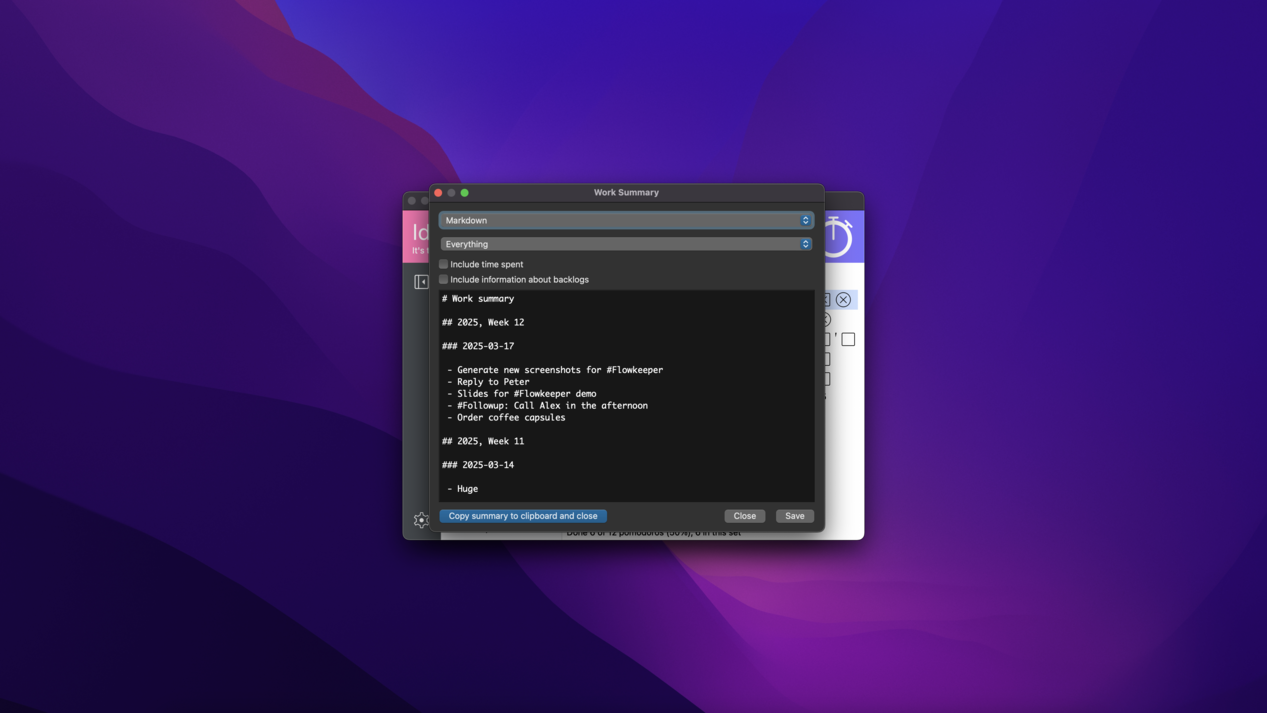 Work Summary
Id
It's
Markdown
Everything
Include time spent
Include information about backlogs
# Work summary
## 2025, Week 12
### 2025-03-17
- Generate new screenshots for #Flowkeeper
- Reply to Peter
- Slides for #Flowkeeper demo
- #Followup: Call Alex in the afternoon
- Order coffee capsules
## 2025, Week 11
### 2025-03-14
- Huge
Copy summary to clipboard and close
Close
Save
Done 6 of 12 pomodoros (50%), 6 in this set